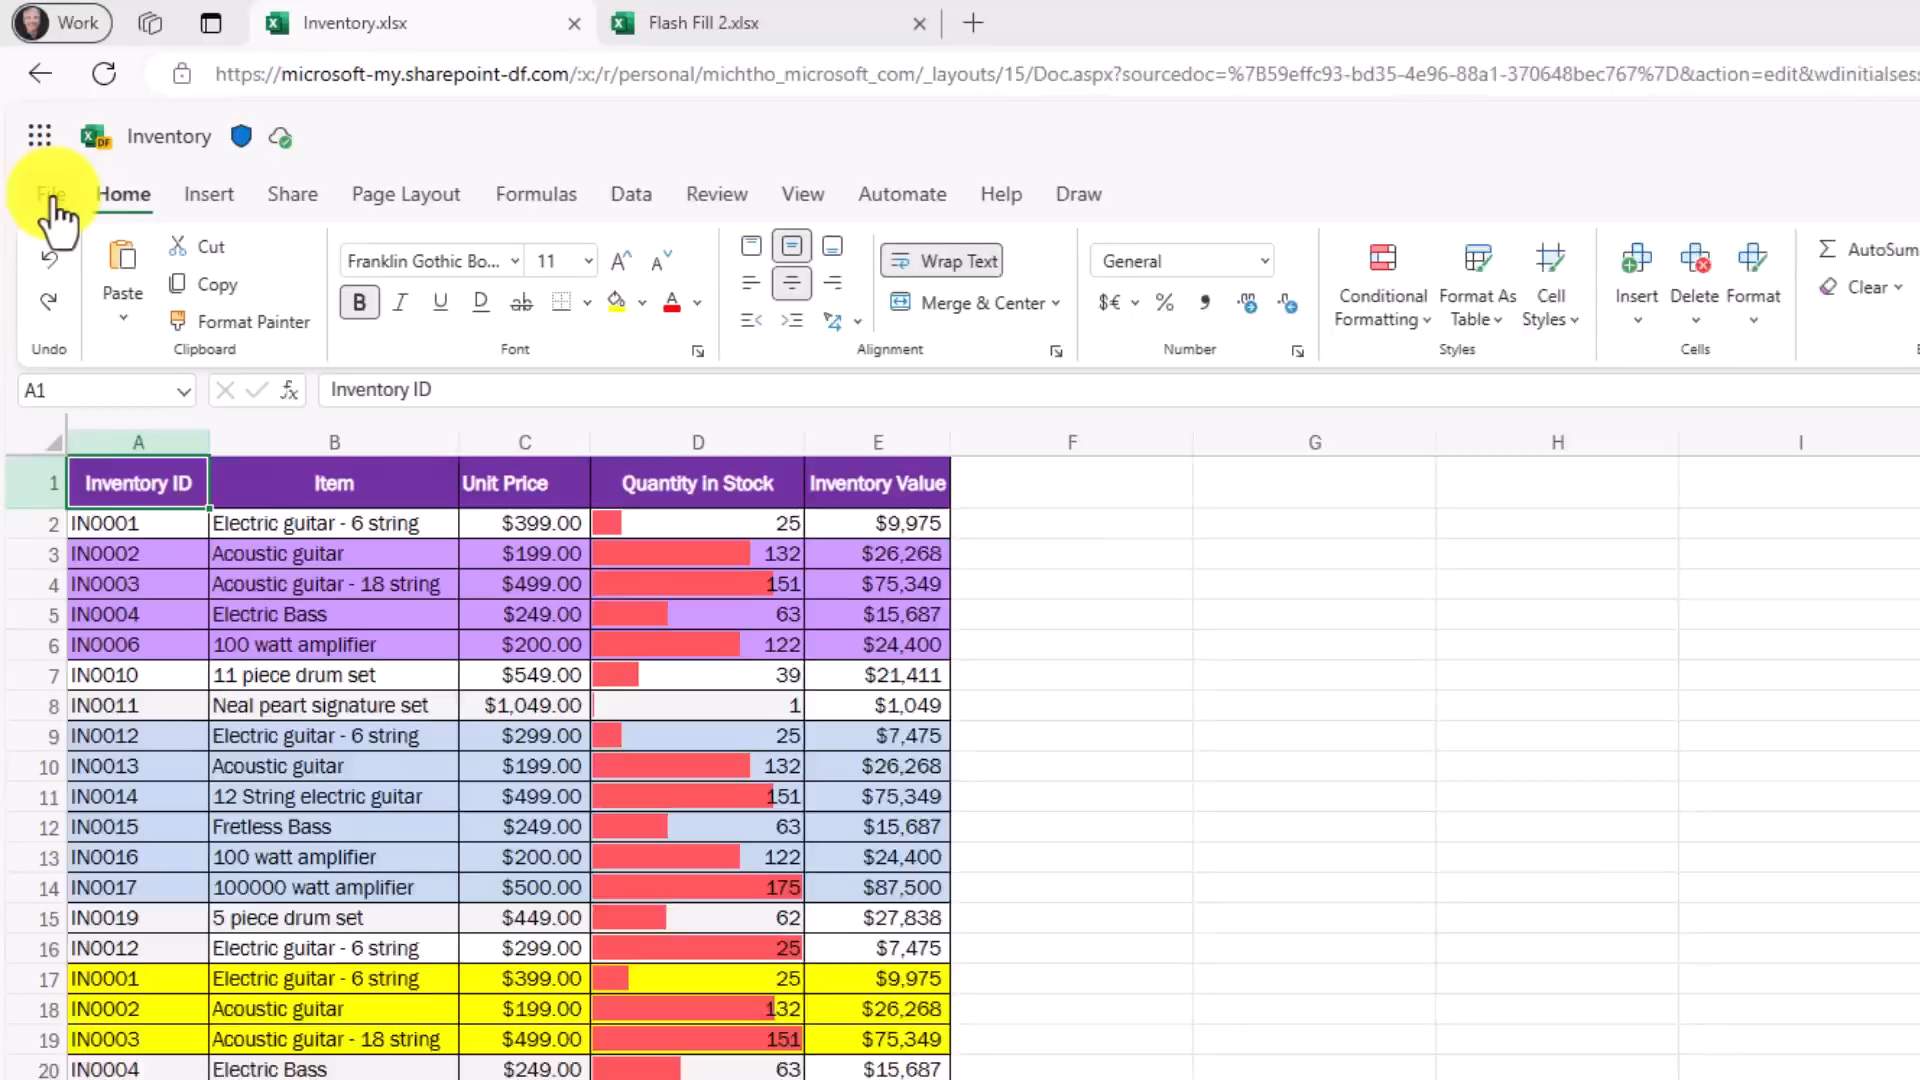 Work Inventory.xlsx Flash Fill 2.xlsx
https://microsoft-my.sharepoint-df.com/:x:/r/personal/michtho_microsoft_com/_layouts/15/Doc.aspx?sourcedoc=%7B59effc93-bd35-4e96-88a1-370648bec767%7D&action=edit&wdinitialses
Inventory
File Home Insert Share Page Layout Formulas Data Review View Automate Help Draw
Undo
Paste
Cut
Copy
Format Painter
Clipboard
Franklin Gothic Bo... 11
B I U D ab
A
Font
Wrap Text
Merge & Center
Alignment
General
$€ % 9
Number
Conditional Formatting
Format As Table
Cell Styles
Styles
Insert Delete Format
Cells
AutoSum
Clear
A1 fx Inventory ID
A B C D E F G H I
1 Inventory ID Item Unit Price Quantity in Stock Inventory Value
2 IN0001 Electric guitar - 6 string $399.00 25 $9,975
3 IN0002 Acoustic guitar $199.00 132 $26,268
4 IN0003 Acoustic guitar - 18 string $499.00 151 $75,349
5 IN0004 Electric Bass $249.00 63 $15,687
6 IN0006 100 watt amplifier $200.00 122 $24,400
7 IN0010 11 piece drum set $549.00 39 $21,411
8 IN0011 Neal peart signature set $1,049.00 1 $1,049
9 IN0012 Electric guitar - 6 string $299.00 25 $7,475
10 IN0013 Acoustic guitar $199.00 132 $26,268
11 IN0014 12 String electric guitar $499.00 151 $75,349
12 IN0015 Fretless Bass $249.00 63 $15,687
13 IN0016 100 watt amplifier $200.00 122 $24,400
14 IN0017 100000 watt amplifier $500.00 175 $87,500
15 IN0019 5 piece drum set $449.00 62 $27,838
16 IN0012 Electric guitar - 6 string $299.00 25 $7,475
17 IN0001 Electric guitar - 6 string $399.00 25 $9,975
18 IN0002 Acoustic guitar $199.00 132 $26,268
19 IN0003 Acoustic guitar - 18 string $499.00 151 $75,349
20 IN0004 Electric Bass $249.00 63 $15,687